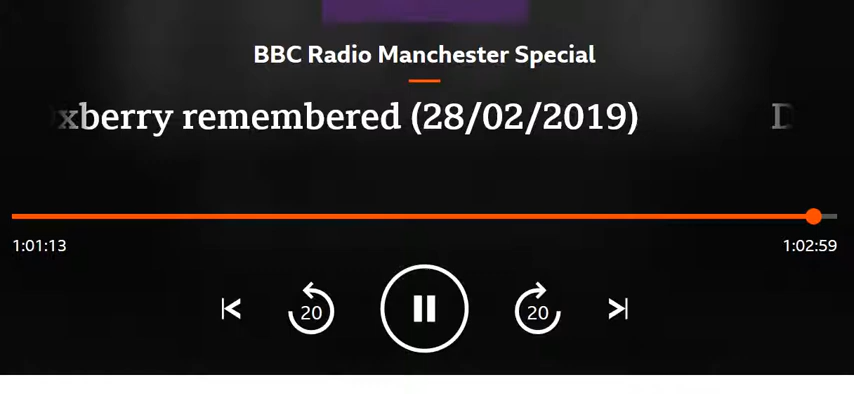 BBC Radio Manchester Special
xberry remembered (28/02/2019) D
1:01:13 1:02:59
20 20